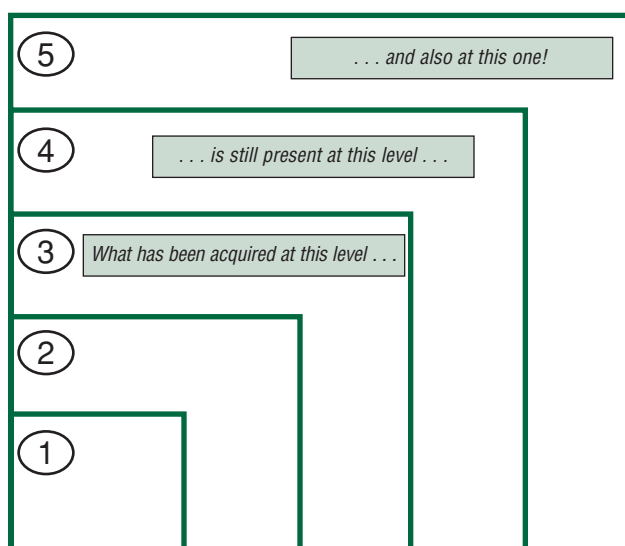 5
. . . and also at this one!
4
. . . is still present at this level . . .
3
What has been acquired at this level . . .
2
1